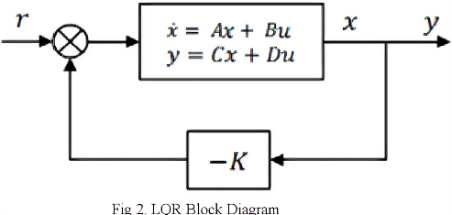 r
ẋ = Ax + Bu
y = Cx + Du
x
y
−K
Fig 2. LQR Block Diagram